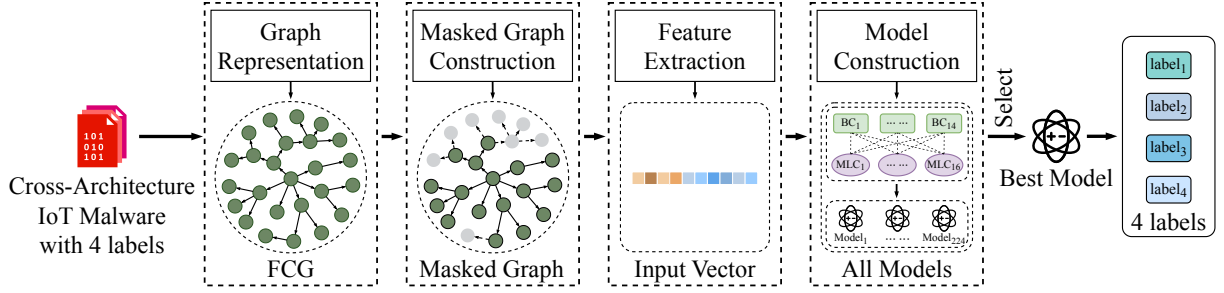 101
010
101
Cross-Architecture
IoT Malware
with 4 labels
Graph
Representation
FCG
Masked Graph
Construction
Masked Graph
Feature
Extraction
Input Vector
Model
Construction
BC₁ ... ... BC₁₄
MLC₁ ... ... MLC₁₆
Model₁ ... ... Model₂₂₄
All Models
Select
Best Model
label₁
label₂
label₃
label₄
4 labels